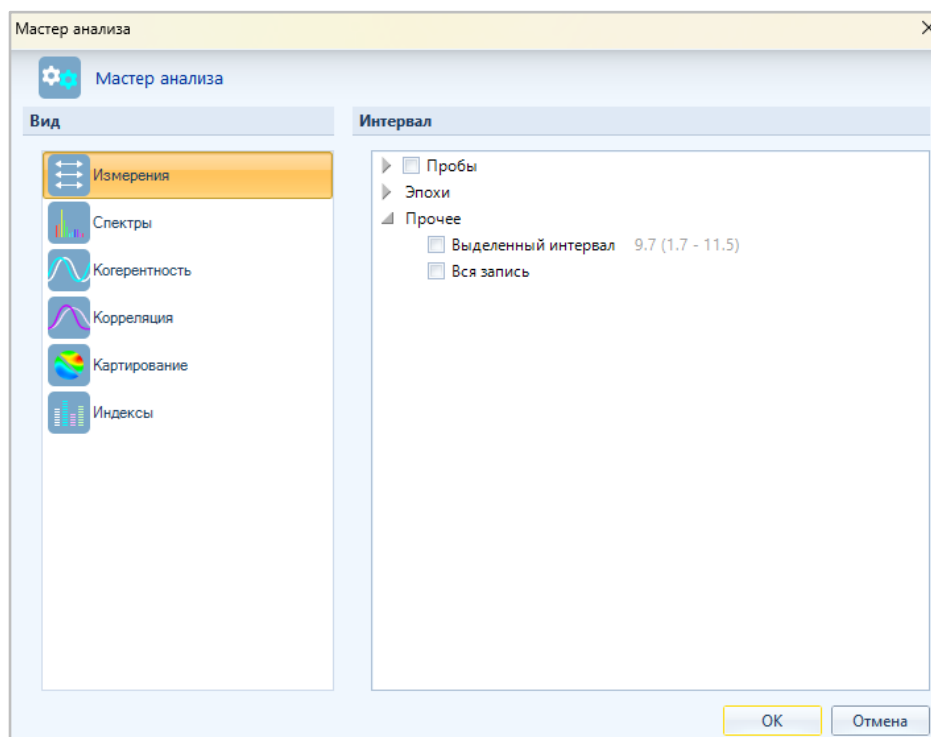 Мастер анализа
Мастер анализа
Вид
Измерения
Спектры
Когерентность
Корреляция
Картирование
Индексы
Интервал
Пробы
Эпохи
Прочее
Выделенный интервал 9.7 (1.7 - 11.5)
Вся запись
OK Отмена